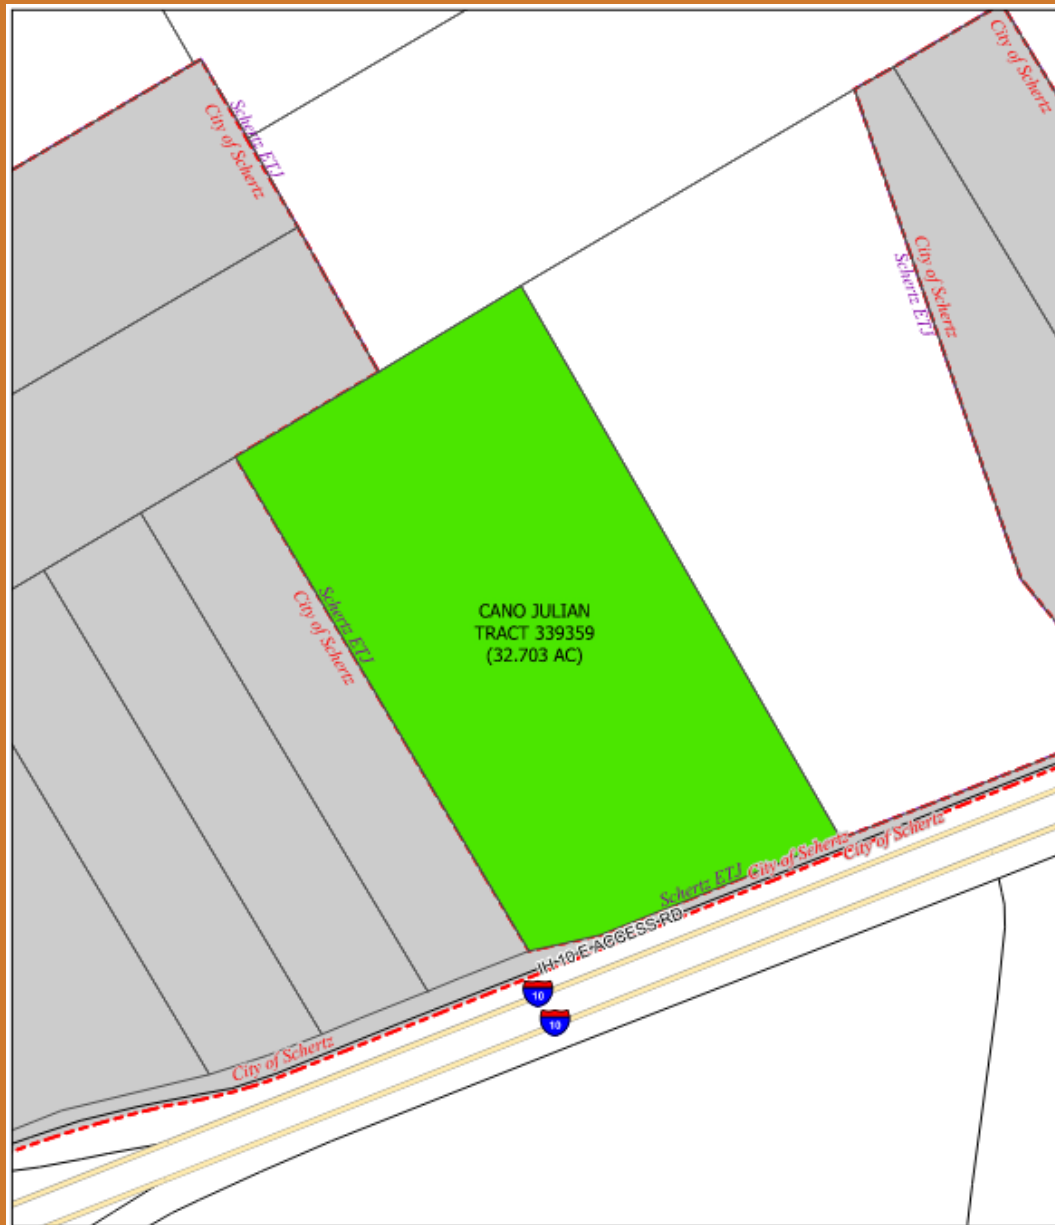 City of Schertz
Schertz ETJ
City of Schertz
City of Schertz
Schertz ETJ
Schertz ETJ
City of Schertz
CANO JULIAN
TRACT 339359
(32.703 AC)
City of Schertz
City of Schertz
Schertz ETJ
IH 10 E ACCESS RD
10
10
City of Schertz